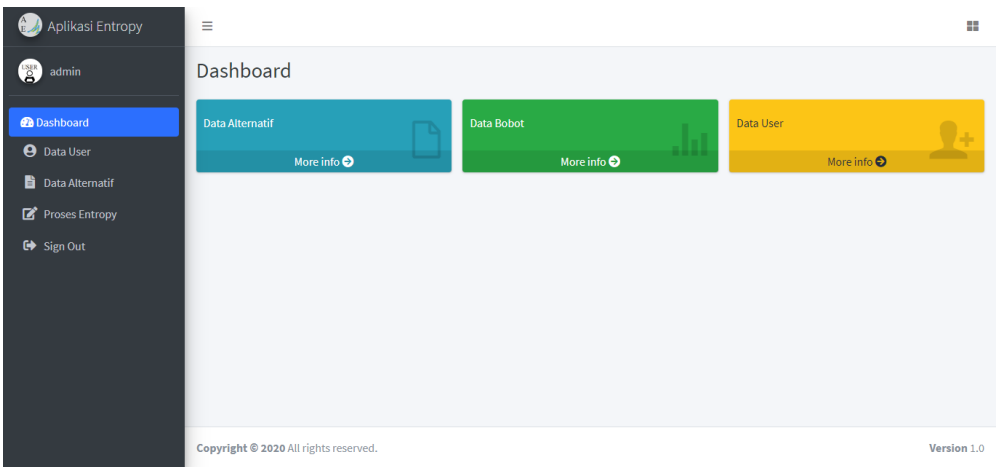 Aplikasi Entropy
USER
admin
Dashboard
Data User
Data Alternatif
Proses Entropy
Sign Out
Dashboard
Data Alternatif
More info
Data Bobot
More info
Data User
More info
Copyright © 2020 All rights reserved.
Version 1.0